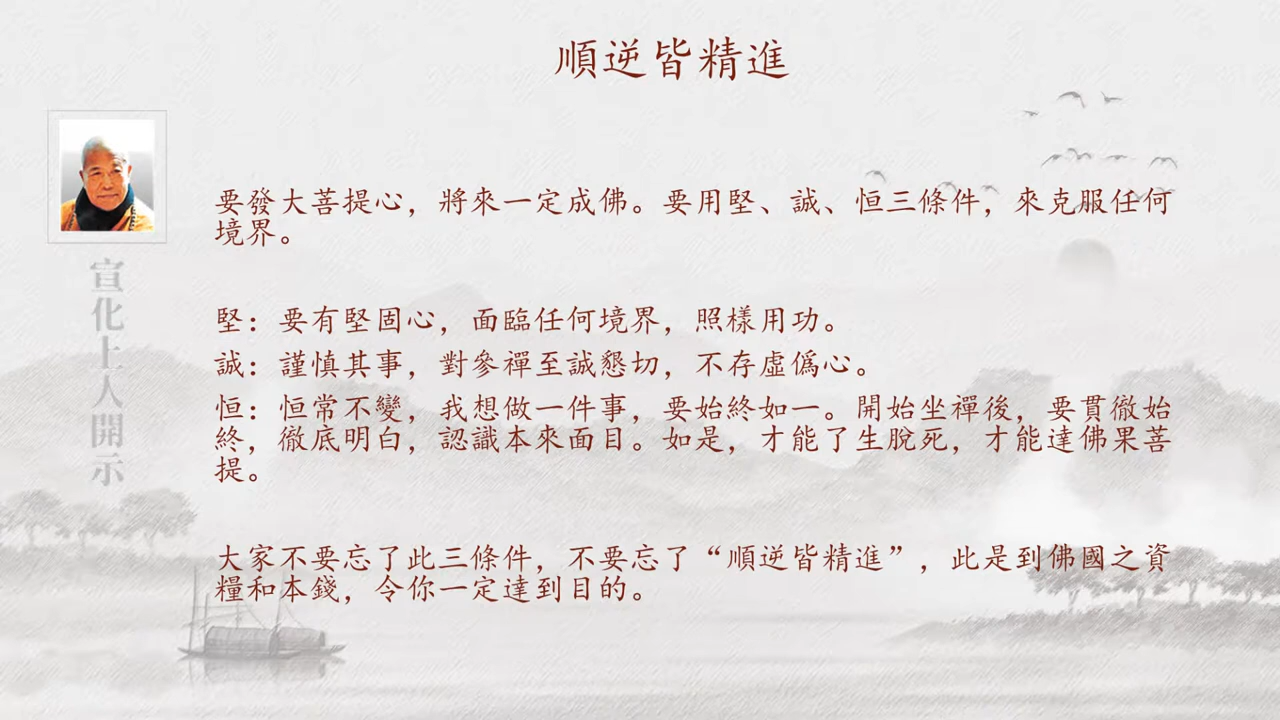 順逆皆精進
宣化上人開示
要發大菩提心，將來一定成佛。要用堅、誠、恒三條件，來克服任何
境界。
堅：要有堅固心，面臨任何境界，照樣用功。
誠：謹慎其事，對參禪至誠懇切，不存虛僞心。
恒：恒常不變，我想做一件事，要始終如一。開始坐禪後，要貫徹始
終，徹底明白，認識本來面目。如是，才能了生脫死，才能達佛果菩
提。
大家不要忘了此三條件，不要忘了“順逆皆精進”，此是到佛國之資
糧和本錢，令你一定達到目的。